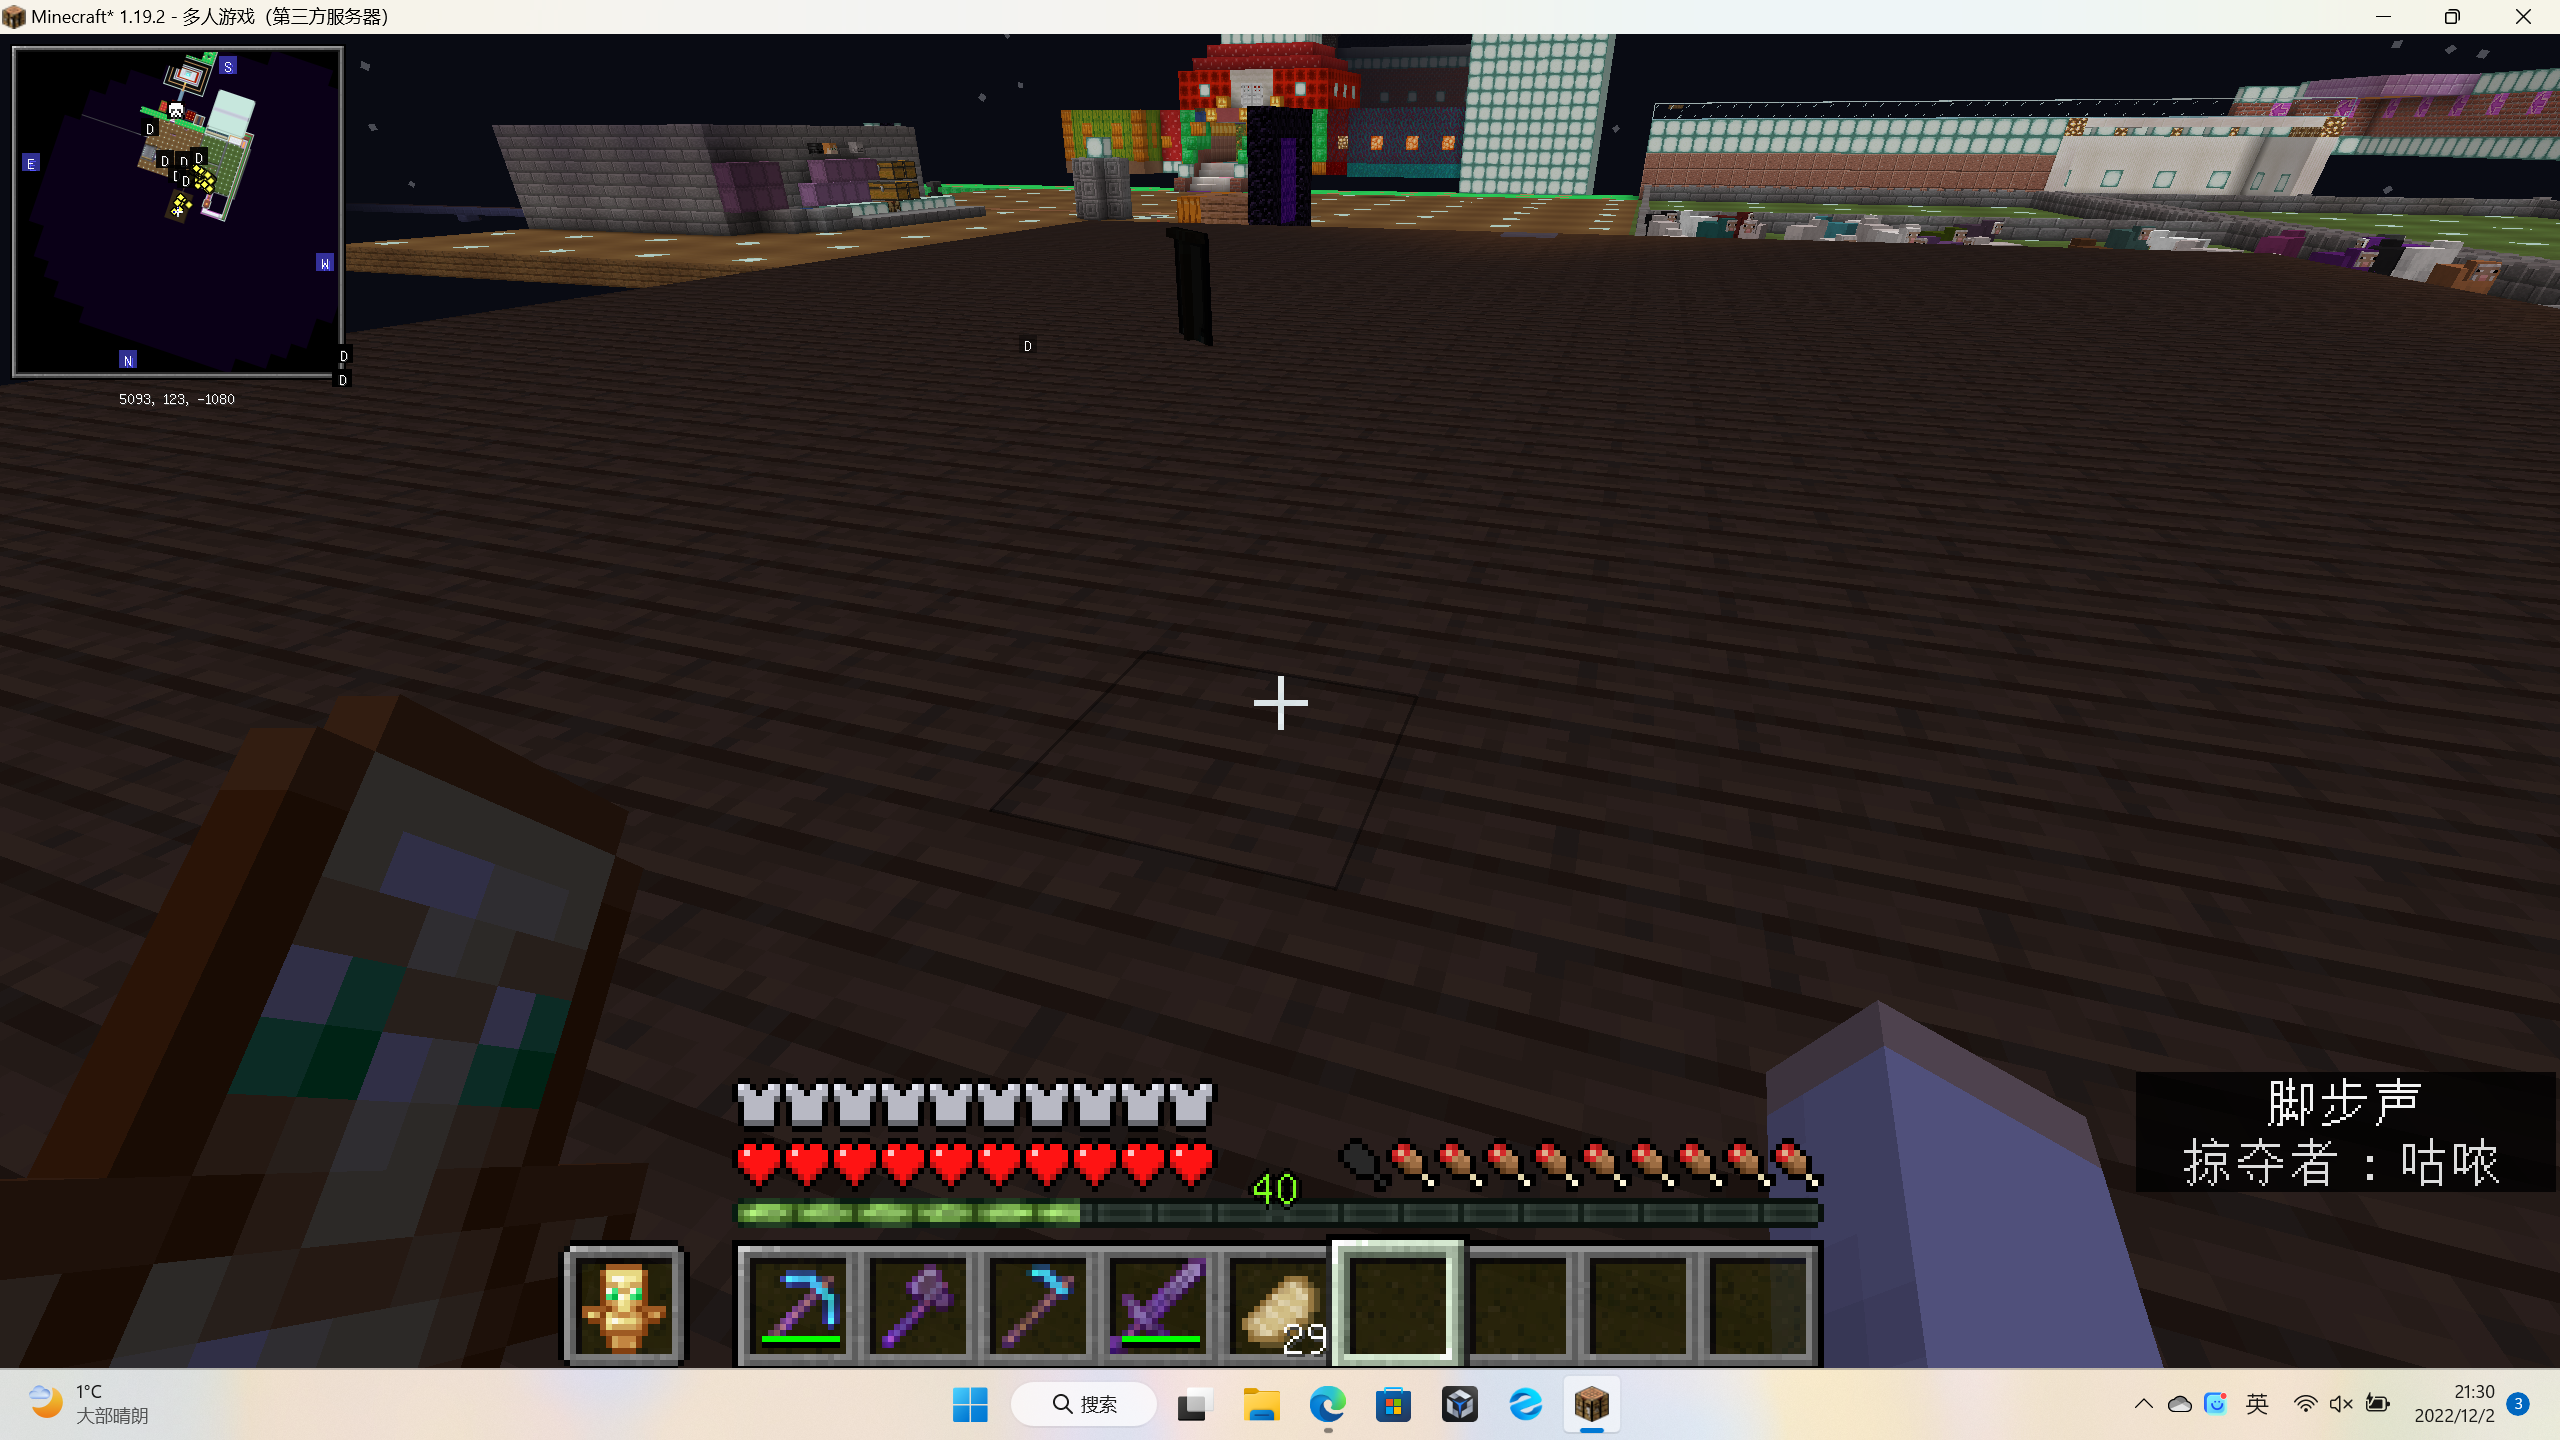 Minecraft* 1.19.2 - 多人游戏（第三方服务器）
S
D
E
D n D
D
W
N
D
D
D
5093, 123, -1080
脚步声
掠夺者：咕哝
40
29
1°C
大部晴朗
搜索
英
21:30
2022/12/2
3